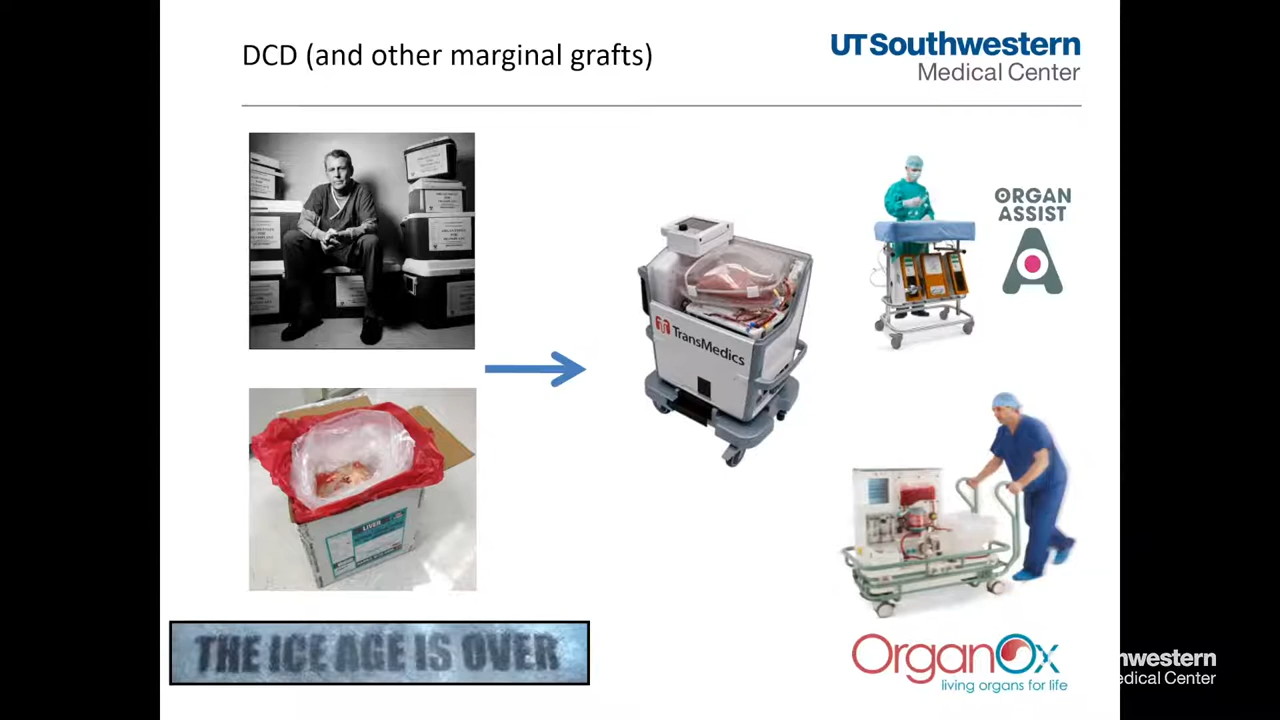 DCD (and other marginal grafts)
UTSouthwestern
Medical Center
ORGAN
ASSIST
TransMedics
LIVER
THE ICE AGE IS OVER
OrganOx
living organs for life
hwestern
edical Center